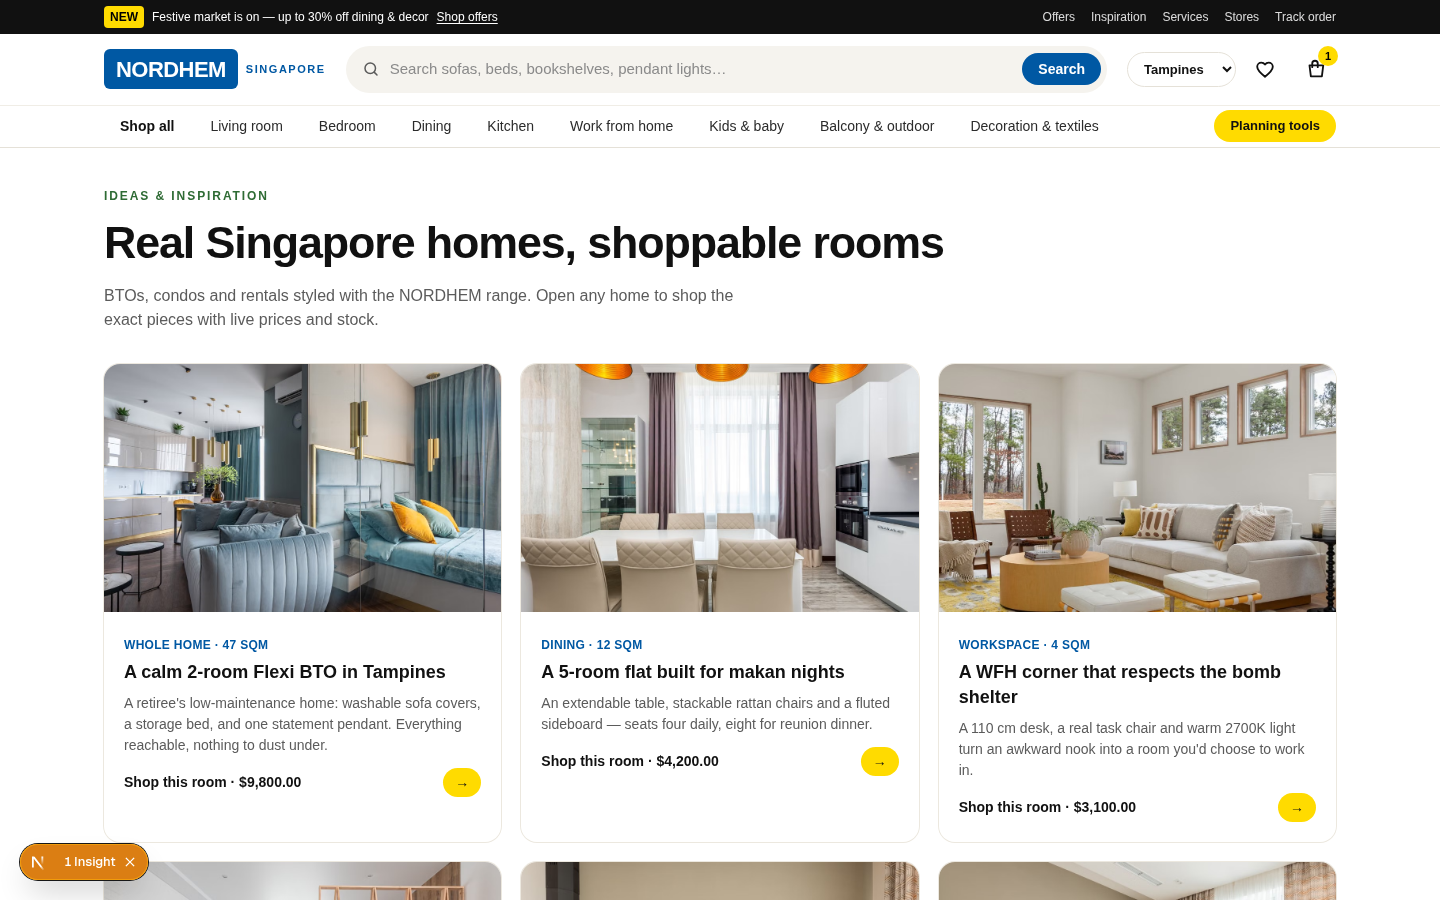 NEW Festive market is on — up to 30% off dining & decor Shop offers
Offers Inspiration Services Stores Track order
NORDHEM SINGAPORE
Search sofas, beds, bookshelves, pendant lights…
Search
Tampines
1
Shop all Living room Bedroom Dining Kitchen Work from home Kids & baby Balcony & outdoor Decoration & textiles
Planning tools
IDEAS & INSPIRATION
Real Singapore homes, shoppable rooms
BTOs, condos and rentals styled with the NORDHEM range. Open any home to shop the
exact pieces with live prices and stock.
WHOLE HOME · 47 SQM
A calm 2-room Flexi BTO in Tampines
A retiree's low-maintenance home: washable sofa covers,
a storage bed, and one statement pendant. Everything
reachable, nothing to dust under.
Shop this room · $9,800.00 →
DINING · 12 SQM
A 5-room flat built for makan nights
An extendable table, stackable rattan chairs and a fluted
sideboard — seats four daily, eight for reunion dinner.
Shop this room · $4,200.00 →
WORKSPACE · 4 SQM
A WFH corner that respects the bomb
shelter
A 110 cm desk, a real task chair and warm 2700K light
turn an awkward nook into a room you'd choose to work
in.
Shop this room · $3,100.00 →
N 1 Insight